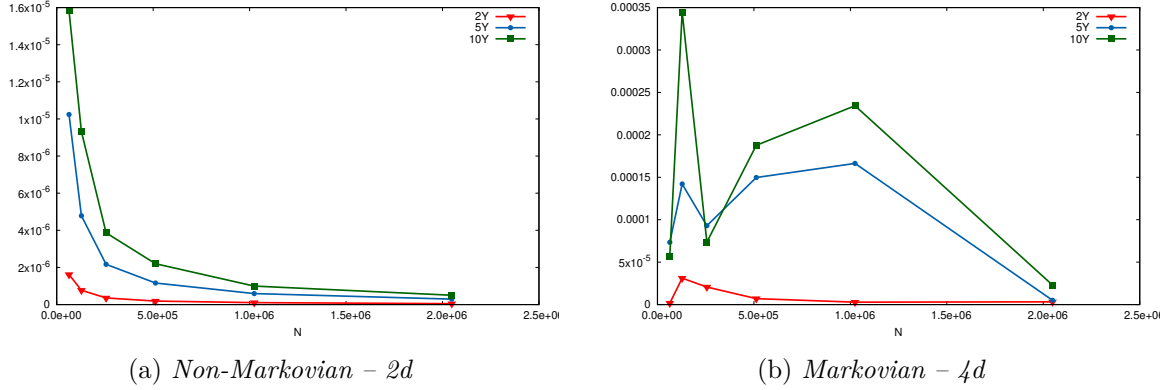 1.6x10-5
1.4x10-5
1.2x10-5
1x10-5
8x10-6
6x10-6
4x10-6
2x10-6
0
0.0e+00
5.0e+05
1.0e+06
1.5e+06
2.0e+06
2.5e+0
N
2Y
5Y
10Y
(a) Non-Markovian – 2d
0.00035
0.0003
0.00025
0.0002
0.00015
0.0001
5x10-5
0
0.0e+00
5.0e+05
1.0e+06
1.5e+06
2.0e+06
2.5e+0
N
2Y
5Y
10Y
(b) Markovian – 4d